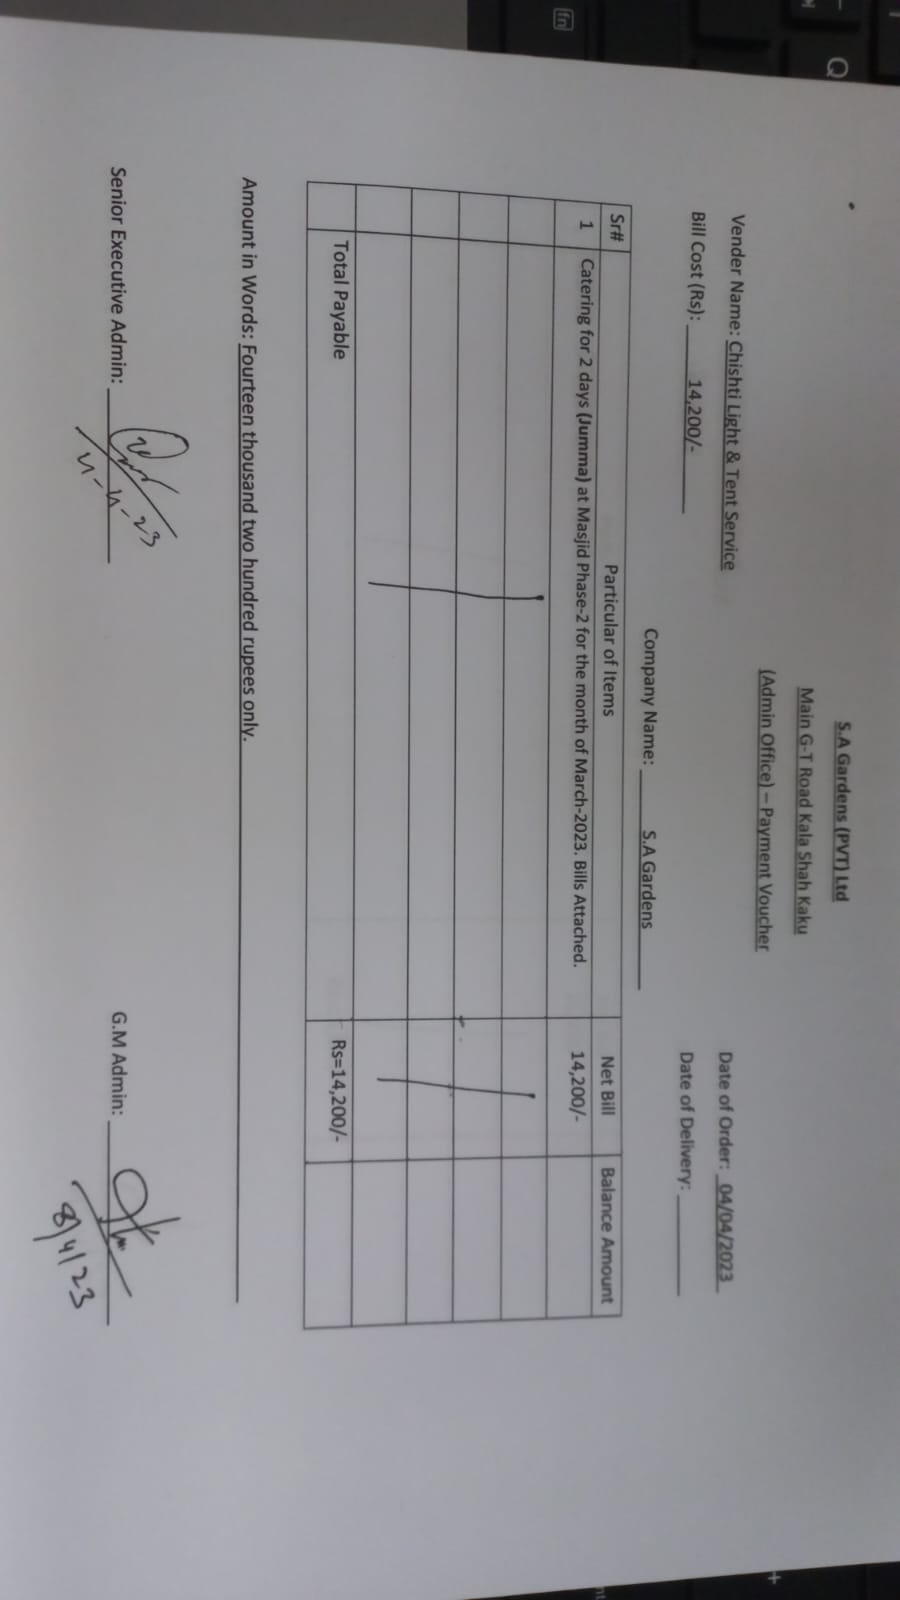 S.A Gardens (PVT) Ltd
Main G-T Road Kala Shah Kaku
(Admin Office) – Payment Voucher
Vender Name: Chishti Light & Tent Service Date of Order: 04/04/2023
Bill Cost (Rs): 14,200/- Date of Delivery:
Company Name: S.A Gardens
Sr# Particular of Items Net Bill Balance Amount
1 Catering for 2 days (Jumma) at Masjid Phase-2 for the month of March-2023. Bills Attached. 14,200/-
Total Payable Rs=14,200/-
Amount in Words: Fourteen thousand two hundred rupees only.
Senior Executive Admin: G.M Admin:
8/4/23
fn
Q
+